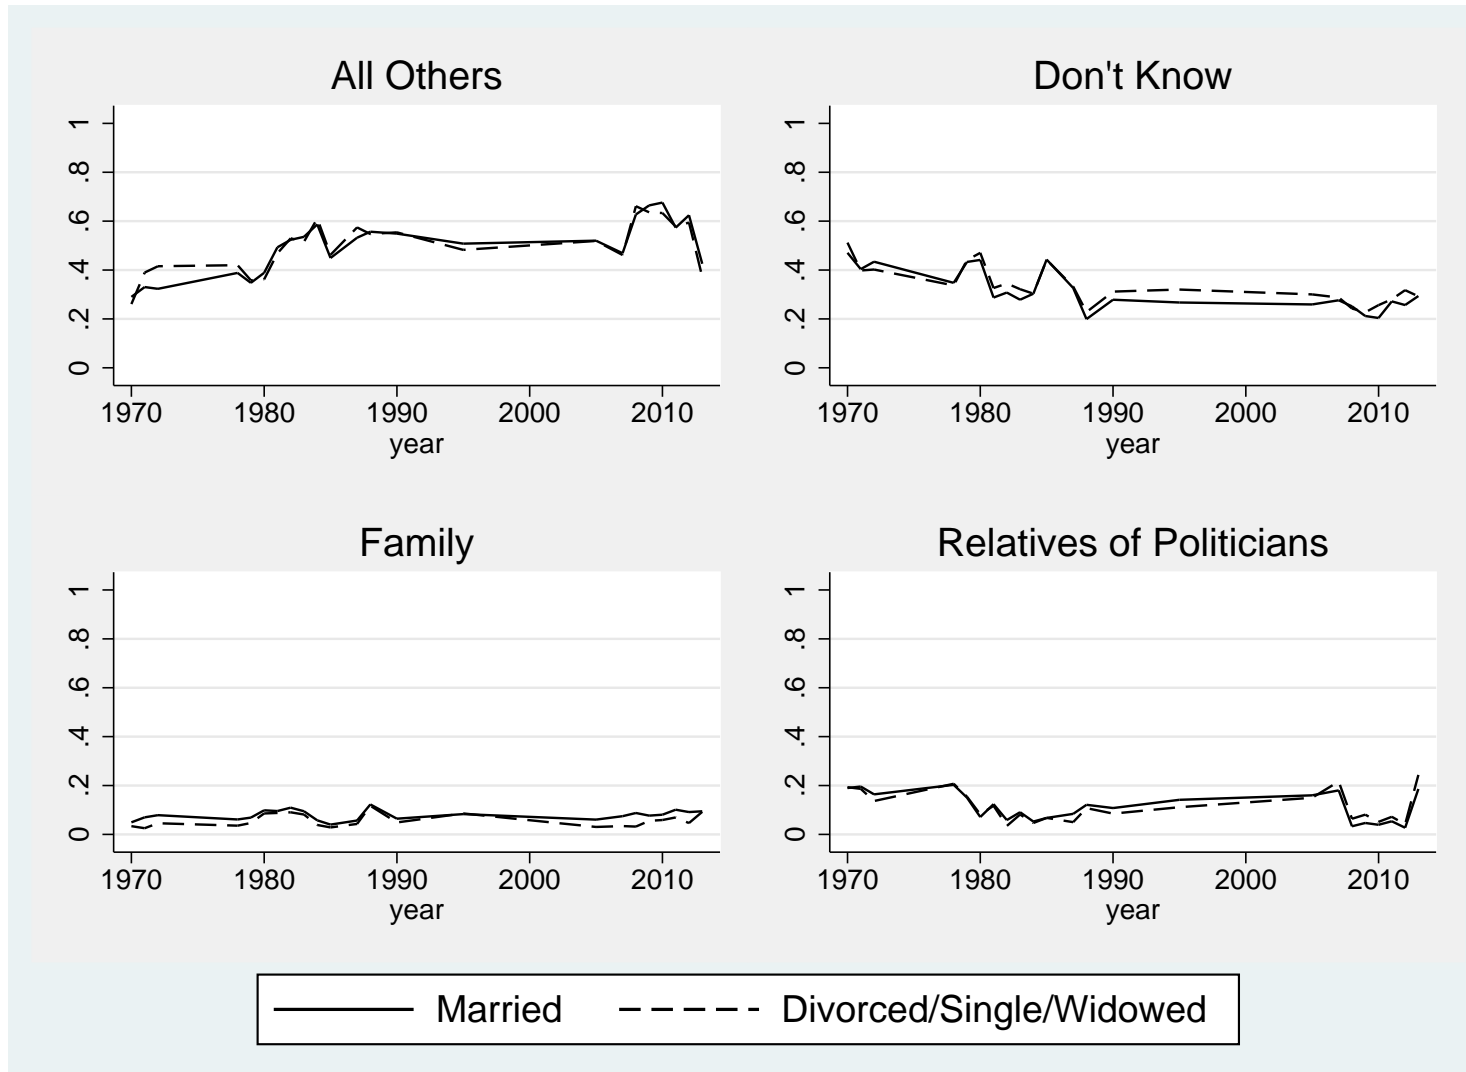 All Others
1
.8
.6
.4
.2
0
1970 1980 1990 2000 2010
year
Don't Know
1
.8
.6
.4
.2
0
1970 1980 1990 2000 2010
year
Family
1
.8
.6
.4
.2
0
1970 1980 1990 2000 2010
year
Relatives of Politicians
1
.8
.6
.4
.2
0
1970 1980 1990 2000 2010
year
Married Divorced/Single/Widowed